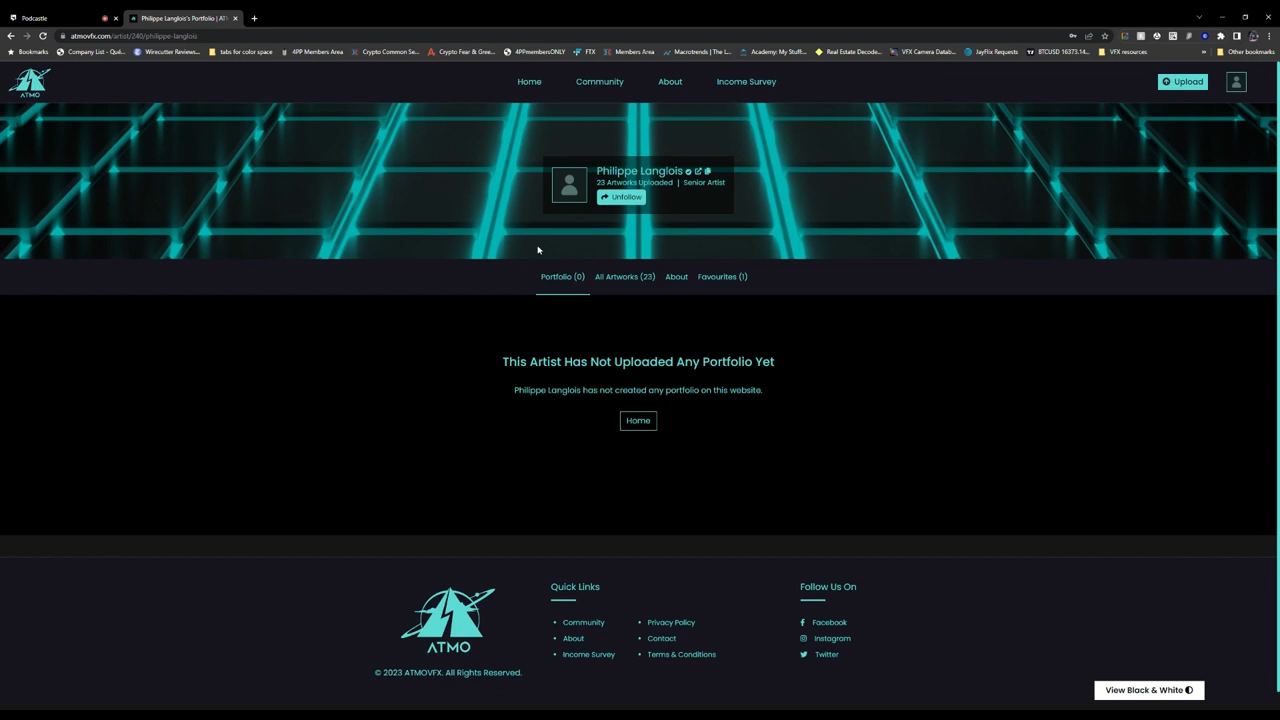 Podcastle
Philippe Langlois's Portfolio | AT
atmovfx.com/artist/240/philippe-langlois
Bookmarks
Company List - Qué...
Wirecutter Reviews...
tabs for color space
4PP Members Area
Crypto Common Se...
Crypto Fear & Gree...
4PPmembersONLY
FTX
Members Area
Macrotrends | The L...
Academy: My Stuff:...
Real Estate Decode...
VFX Camera Datab...
JayFlix Requests
BTCUSD 16373.14...
VFX resources
»
Other bookmarks
ATMO
Home
Community
About
Income Survey
Upload
Philippe Langlois
23 Artworks Uploaded | Senior Artist
Unfollow
Portfolio (0)
All Artworks (23)
About
Favourites (1)
This Artist Has Not Uploaded Any Portfolio Yet
Philippe Langlois has not created any portfolio on this website.
Home
ATMO
© 2023 ATMOVFX. All Rights Reserved.
Quick Links
• Community
• About
• Income Survey
• Privacy Policy
• Contact
• Terms & Conditions
Follow Us On
Facebook
Instagram
Twitter
View Black & White